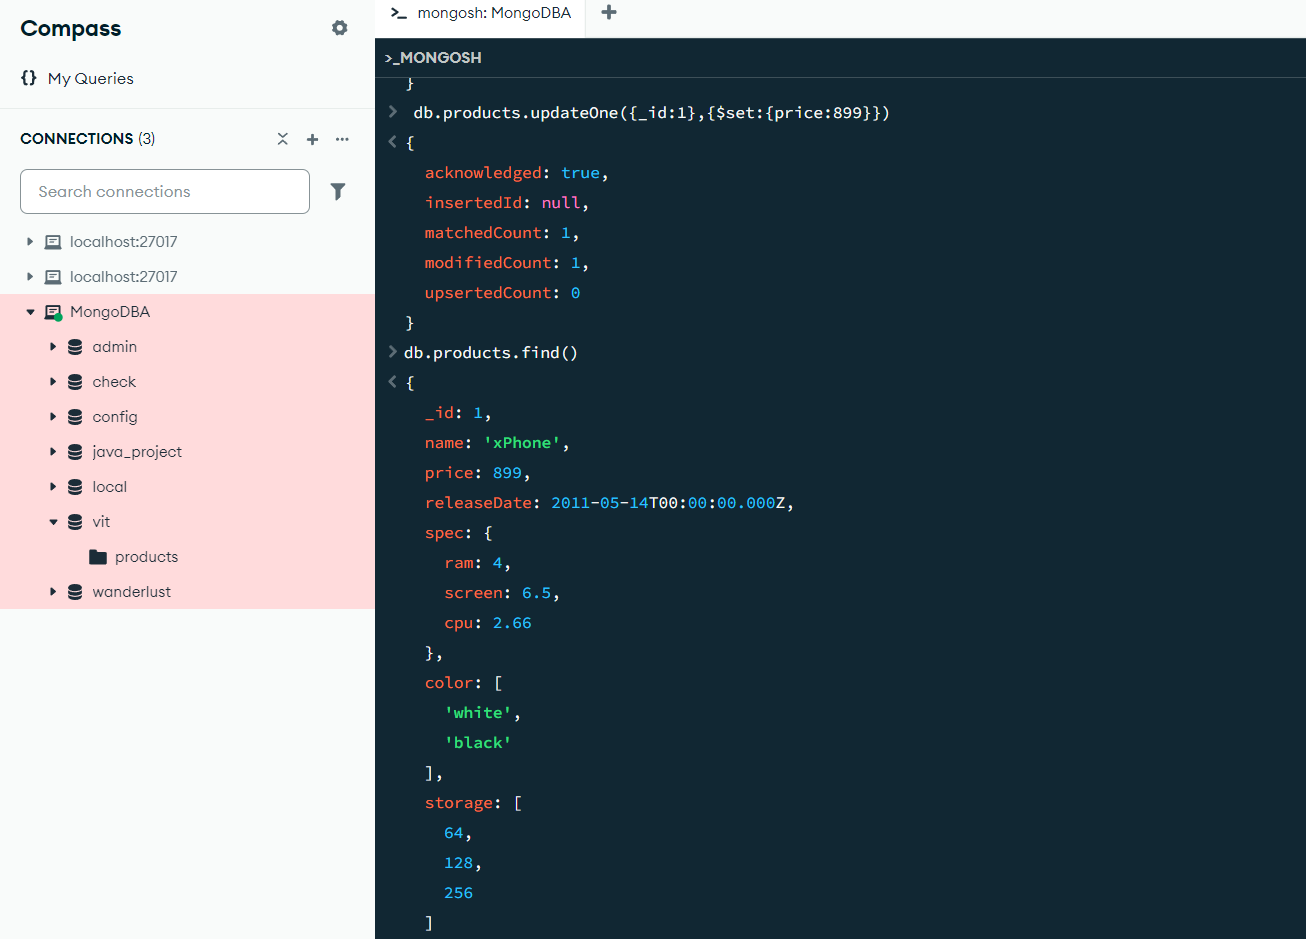 Compass
My Queries
CONNECTIONS (3)
Search connections
localhost:27017
localhost:27017
MongoDBA
admin
check
config
java_project
local
vit
products
wanderlust
mongosh: MongoDBA
>_MONGOSH
}
> db.products.updateOne({_id:1},{$set:{price:899}})
< {
acknowledged: true,
insertedId: null,
matchedCount: 1,
modifiedCount: 1,
upsertedCount: 0
}
> db.products.find()
< {
_id: 1,
name: 'xPhone',
price: 899,
releaseDate: 2011-05-14T00:00:00.000Z,
spec: {
ram: 4,
screen: 6.5,
cpu: 2.66
},
color: [
'white',
'black'
],
storage: [
64,
128,
256
]